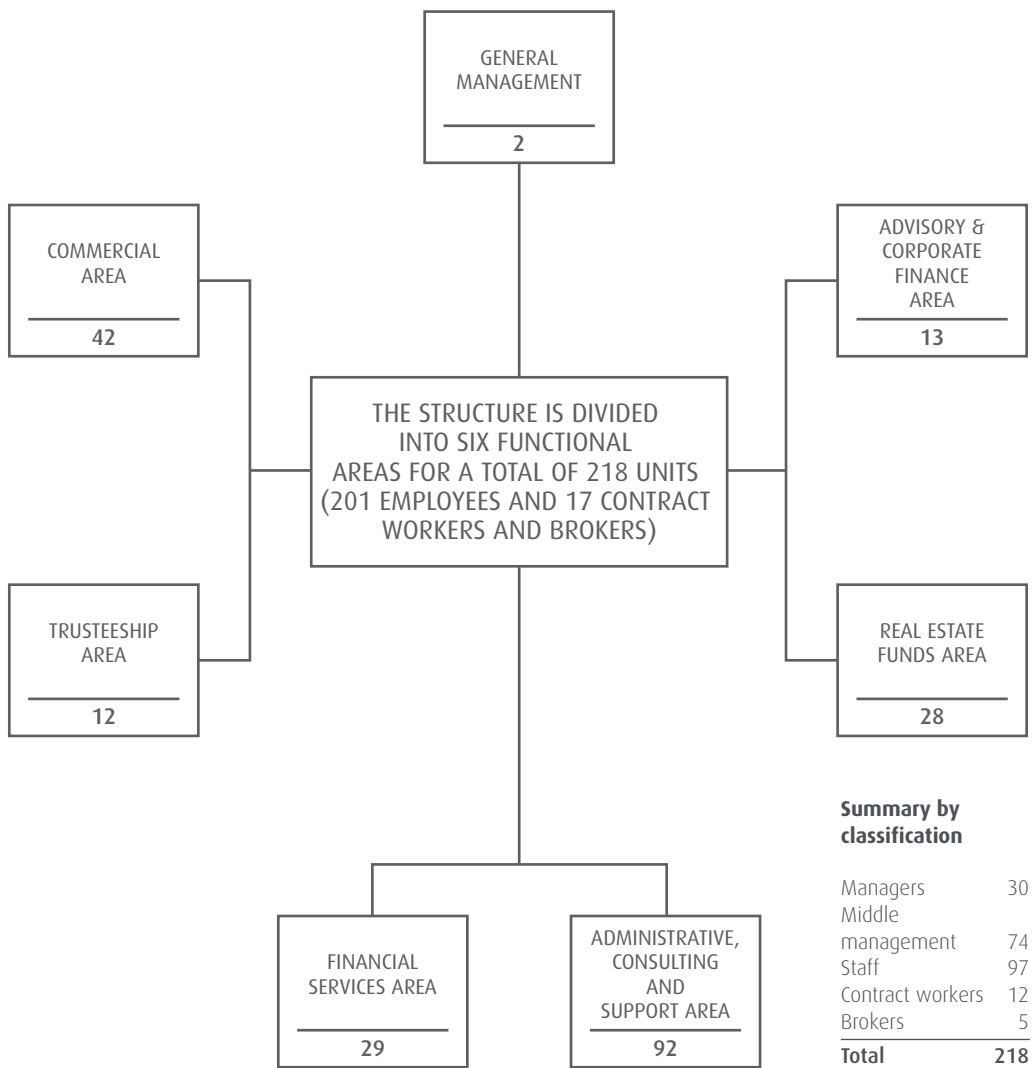 GENERAL
MANAGEMENT
2
COMMERCIAL
AREA
42
ADVISORY &
CORPORATE
FINANCE
AREA
13
THE STRUCTURE IS DIVIDED
INTO SIX FUNCTIONAL
AREAS FOR A TOTAL OF 218 UNITS
(201 EMPLOYEES AND 17 CONTRACT
WORKERS AND BROKERS)
TRUSTEESHIP
AREA
12
REAL ESTATE
FUNDS AREA
28
FINANCIAL
SERVICES AREA
29
ADMINISTRATIVE,
CONSULTING
AND
SUPPORT AREA
92
Summary by
classification
Managers 30
Middle
management 74
Staff 97
Contract workers 12
Brokers 5
Total 218